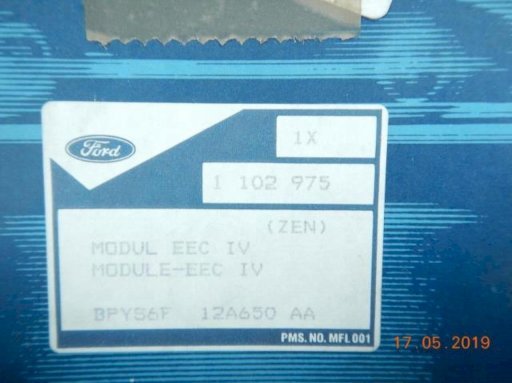 Ford
1X
1 102 975
(ZEN)
MODUL EEC IV
MODULE-EEC IV
12A650 AA
PMS. NO. MFL 001
17.05.2019